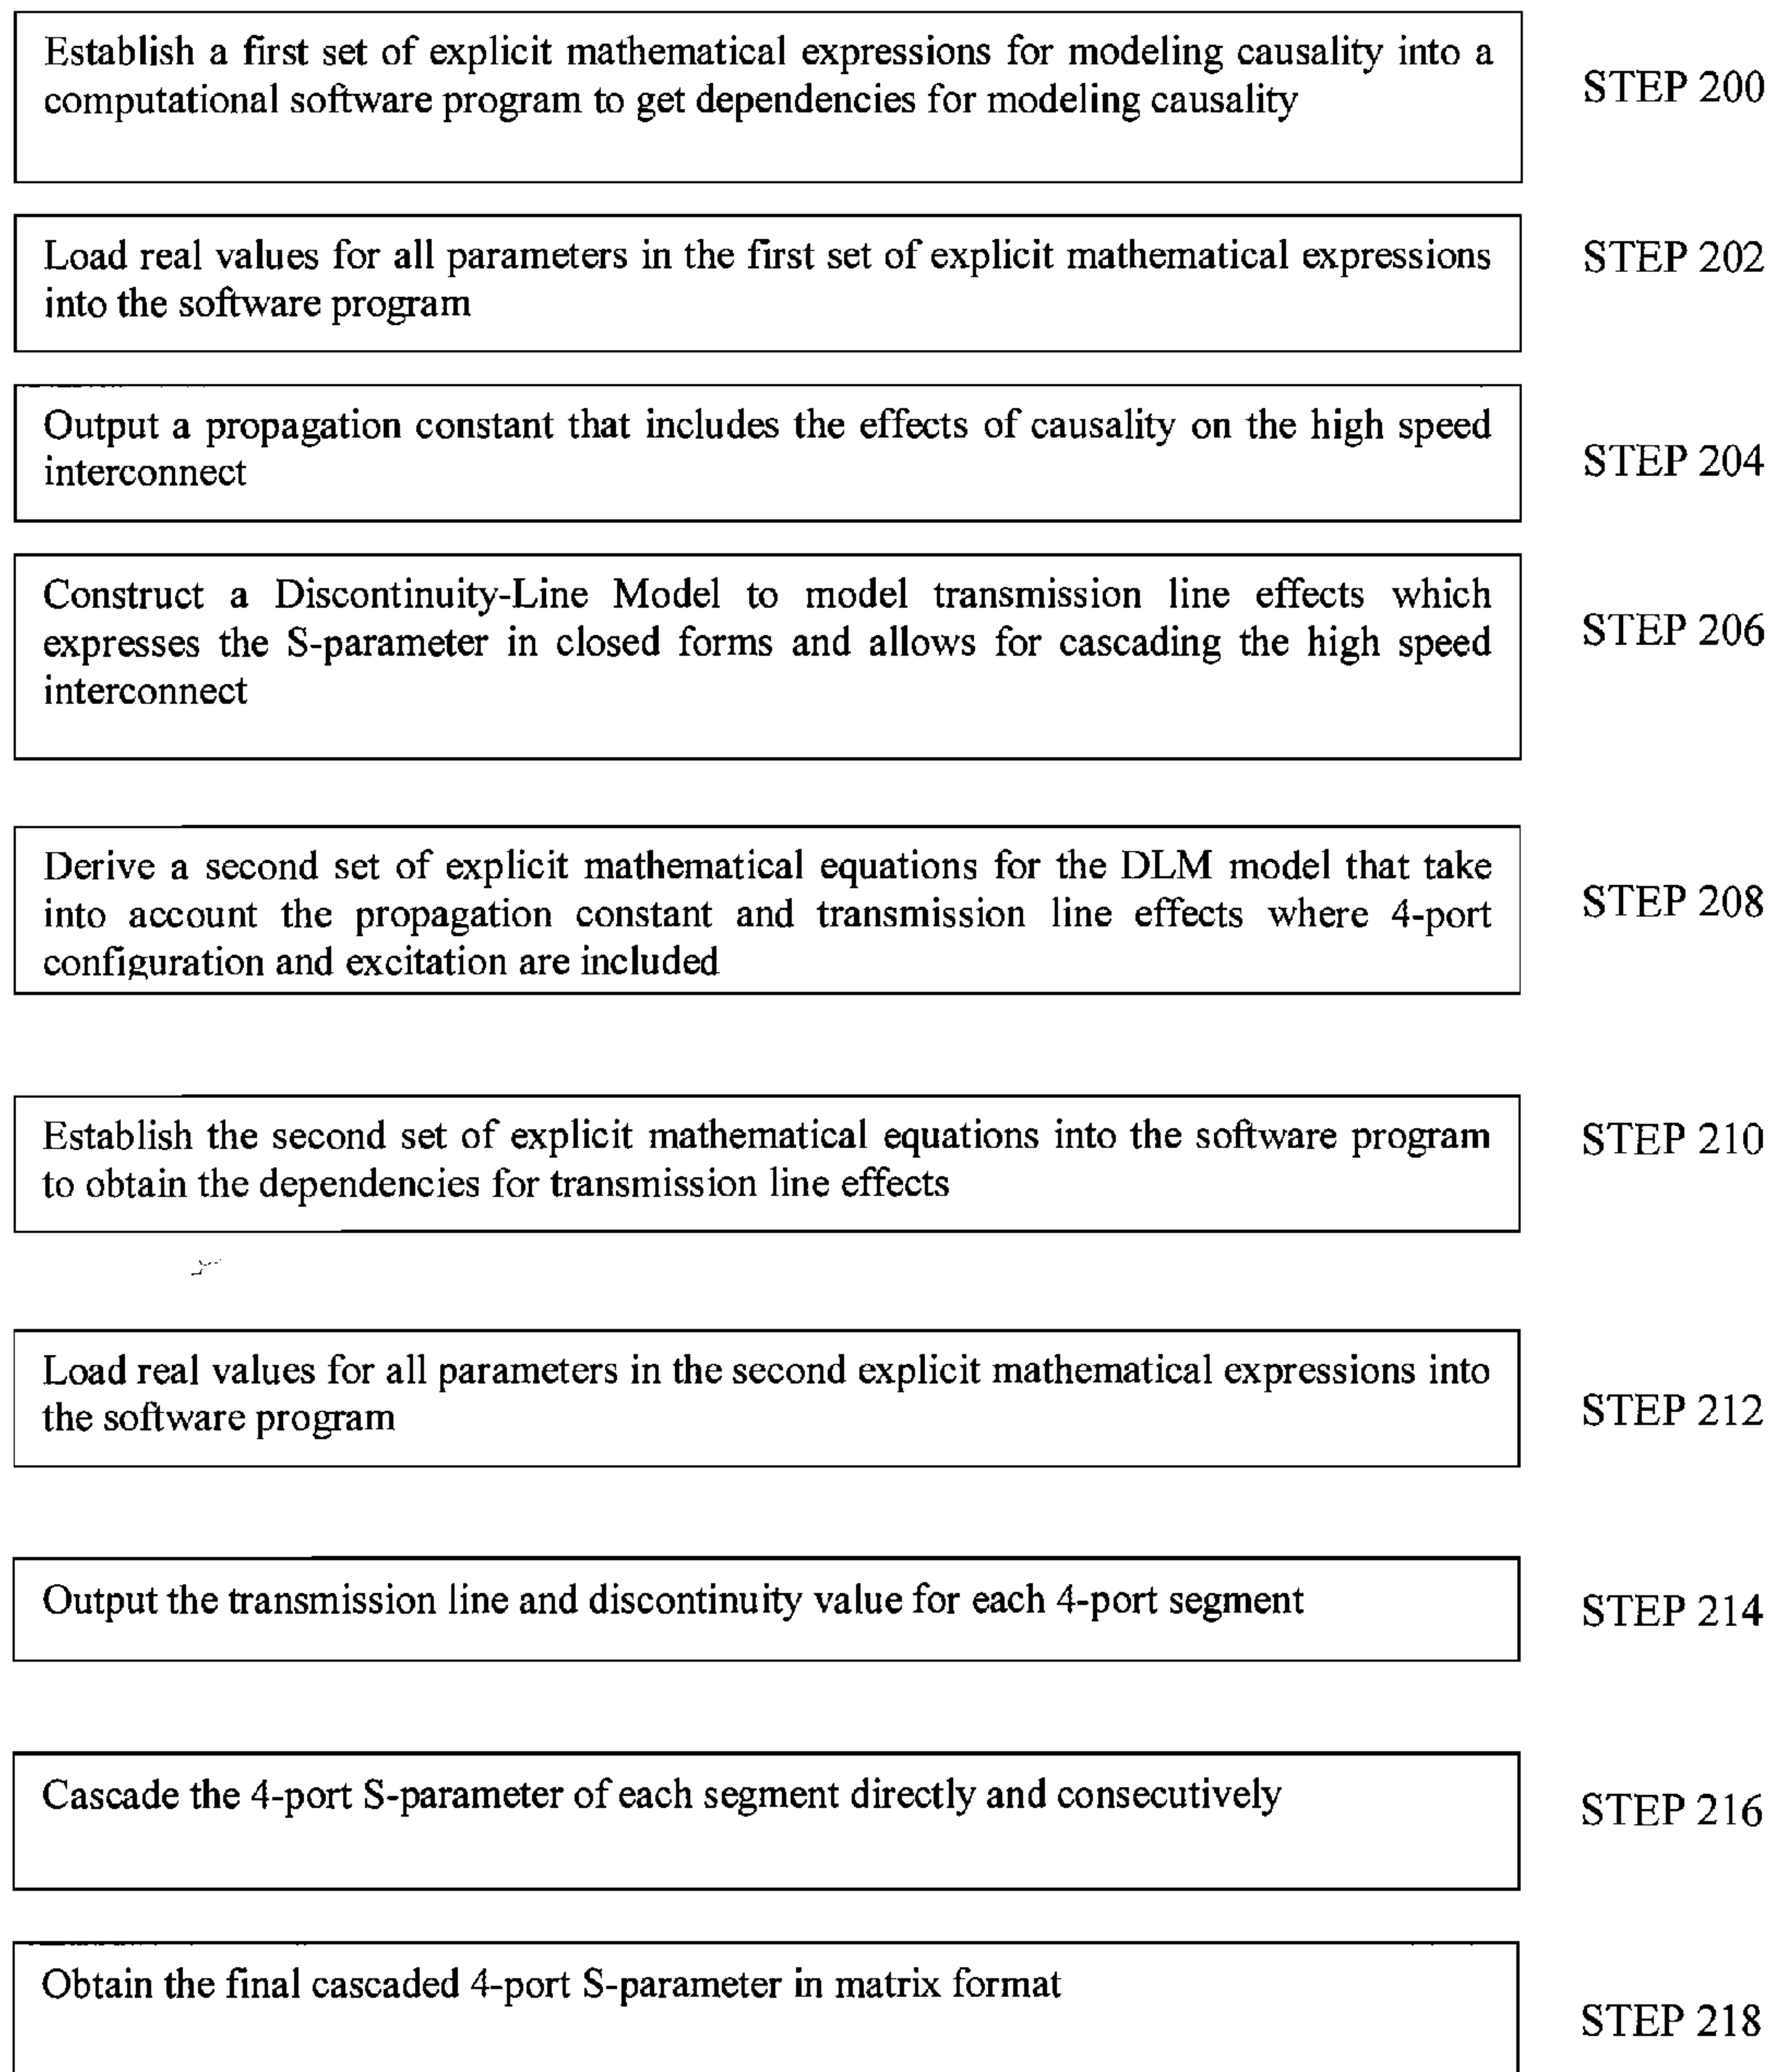 Establish a first set of explicit mathematical expressions for modeling causality into a
computational software program to get dependencies for modeling causality
STEP 200
Load real values for all parameters in the first set of explicit mathematical expressions
into the software program
STEP 202
Output a propagation constant that includes the effects of causality on the high speed
interconnect
STEP 204
Construct a Discontinuity-Line Model to model transmission line effects which
expresses the S-parameter in closed forms and allows for cascading the high speed
interconnect
STEP 206
Derive a second set of explicit mathematical equations for the DLM model that take
into account the propagation constant and transmission line effects where 4-port
configuration and excitation are included
STEP 208
Establish the second set of explicit mathematical equations into the software program
to obtain the dependencies for transmission line effects
STEP 210
Load real values for all parameters in the second explicit mathematical expressions into
the software program
STEP 212
Output the transmission line and discontinuity value for each 4-port segment
STEP 214
Cascade the 4-port S-parameter of each segment directly and consecutively
STEP 216
Obtain the final cascaded 4-port S-parameter in matrix format
STEP 218